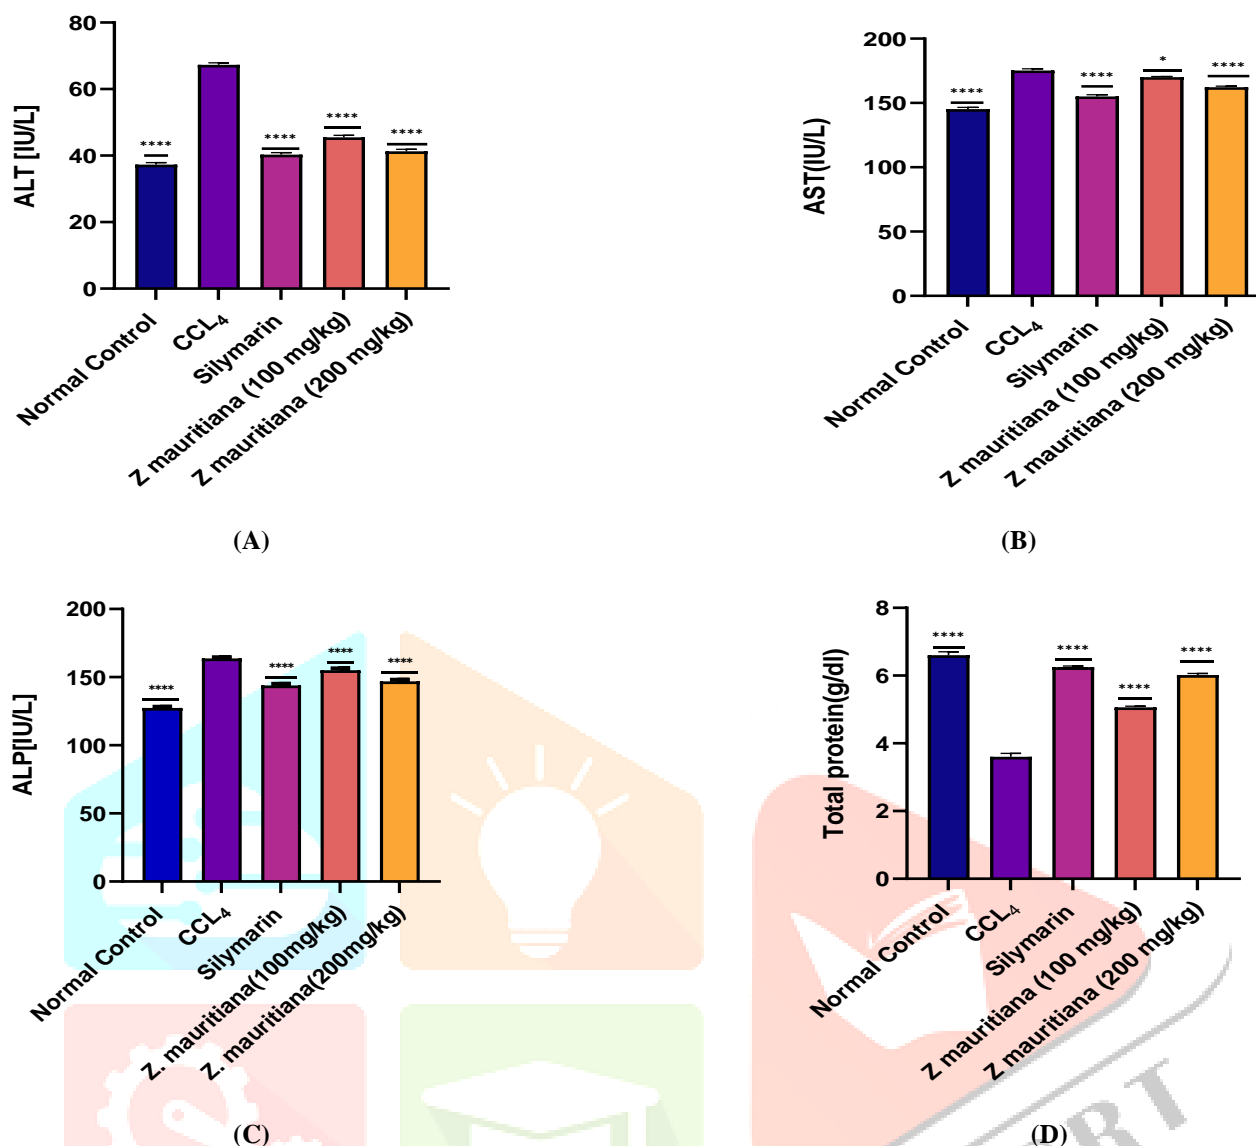 80
60
40
20
0
ALT [IU/L]
****
****
****
****
Normal Control
CCL₄
Silymarin
Z mauritiana (100 mg/kg)
Z mauritiana (200 mg/kg)
(A)
200
150
100
50
0
AST(IU/L)
****
****
*
****
Normal Control
CCL₄
Silymarin
Z mauritiana (100 mg/kg)
Z mauritiana (200 mg/kg)
(B)
200
150
100
50
0
ALP[IU/L]
****
****
****
****
Normal Control
CCL₄
Silymarin
Z. mauritiana(100mg/kg)
Z. mauritiana(200mg/kg)
(C)
8
6
4
2
0
Total protein(g/dl)
****
****
****
****
Normal Control
CCL₄
Silymarin
Z mauritiana (100 mg/kg)
Z mauritiana (200 mg/kg)
(D)